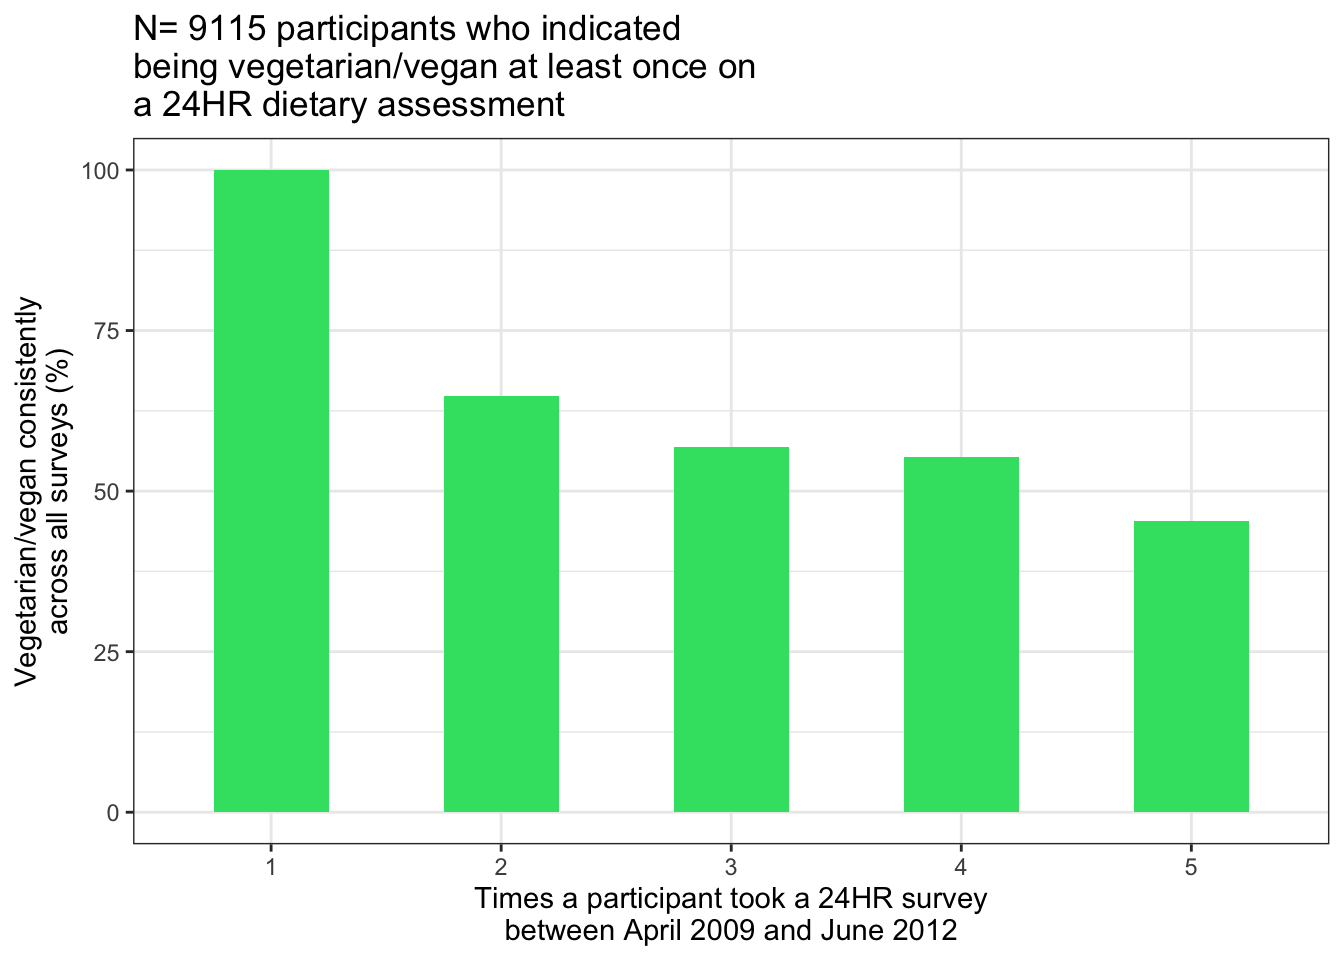 N= 9115 participants who indicated
being vegetarian/vegan at least once on
a 24HR dietary assessment
Vegetarian/vegan consistently
across all surveys (%)
100
75
50
25
0
1
2
3
4
5
Times a participant took a 24HR survey
between April 2009 and June 2012